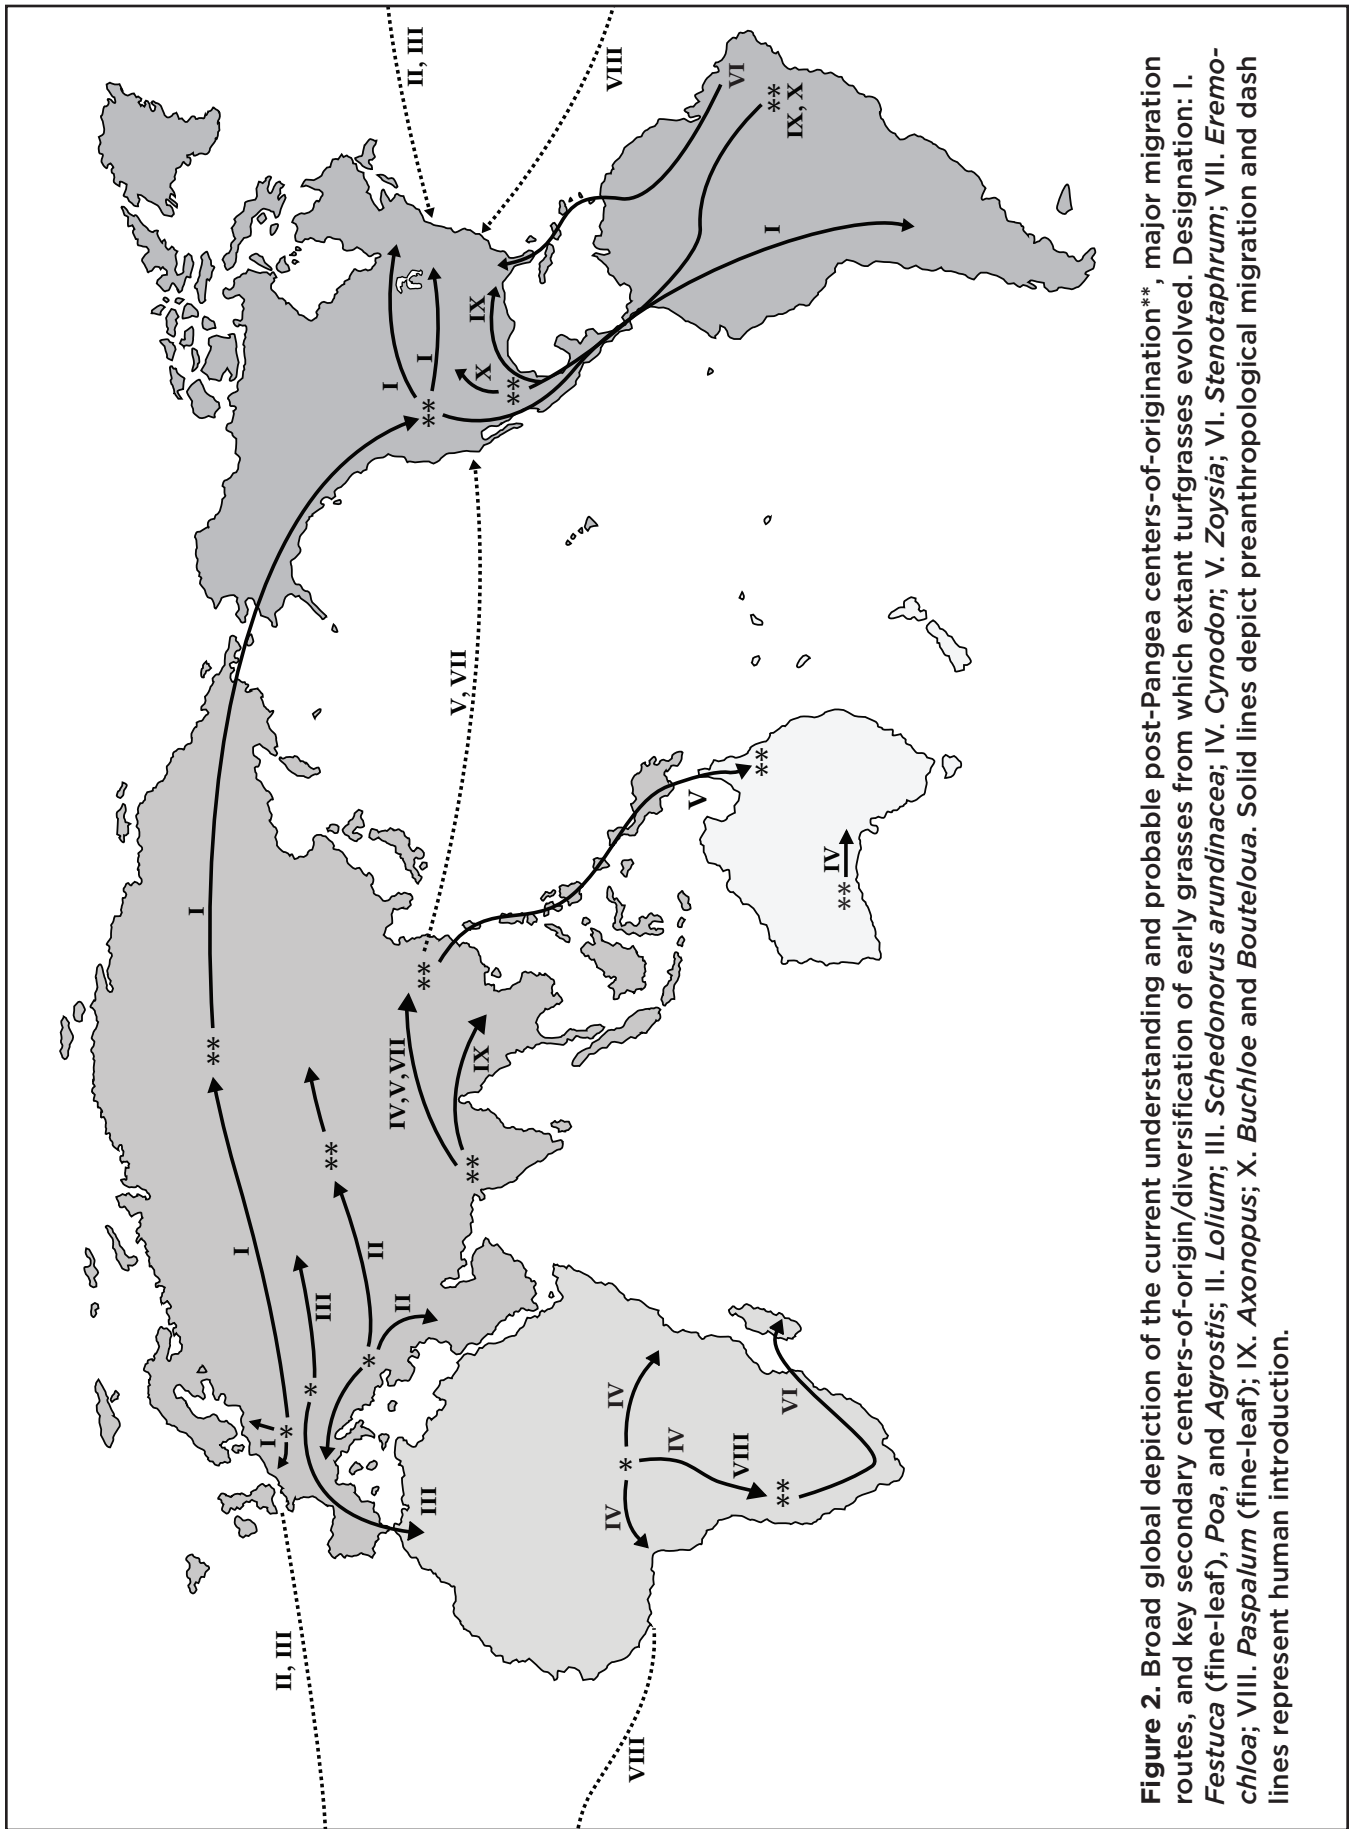 I
**
I
I
II, III
*
*
III
**
*
II
I
IV,V,VII
II
II, III
I
**
**
III
V, VII
**
IX
IX
X
**
IV
VIII
IV
*
VIII
IV
V
VI
VIII
**
I
**
**
VI
IX, X
IV
**
Figure 2. Broad global depiction of the current understanding and probable post-Pangea centers-of-origination**, major migration
routes, and key secondary centers-of-origin/diversification of early grasses from which extant turfgrasses evolved. Designation: I.
Festuca (fine-leaf), Poa, and Agrostis; II. Lolium; III. Schedonorus arundinacea; IV. Cynodon; V. Zoysia; VI. Stenotaphrum; VII. Eremo-
chloa; VIII. Paspalum (fine-leaf); IX. Axonopus; X. Buchloe and Bouteloua. Solid lines depict preanthropological migration and dash
lines represent human introduction.